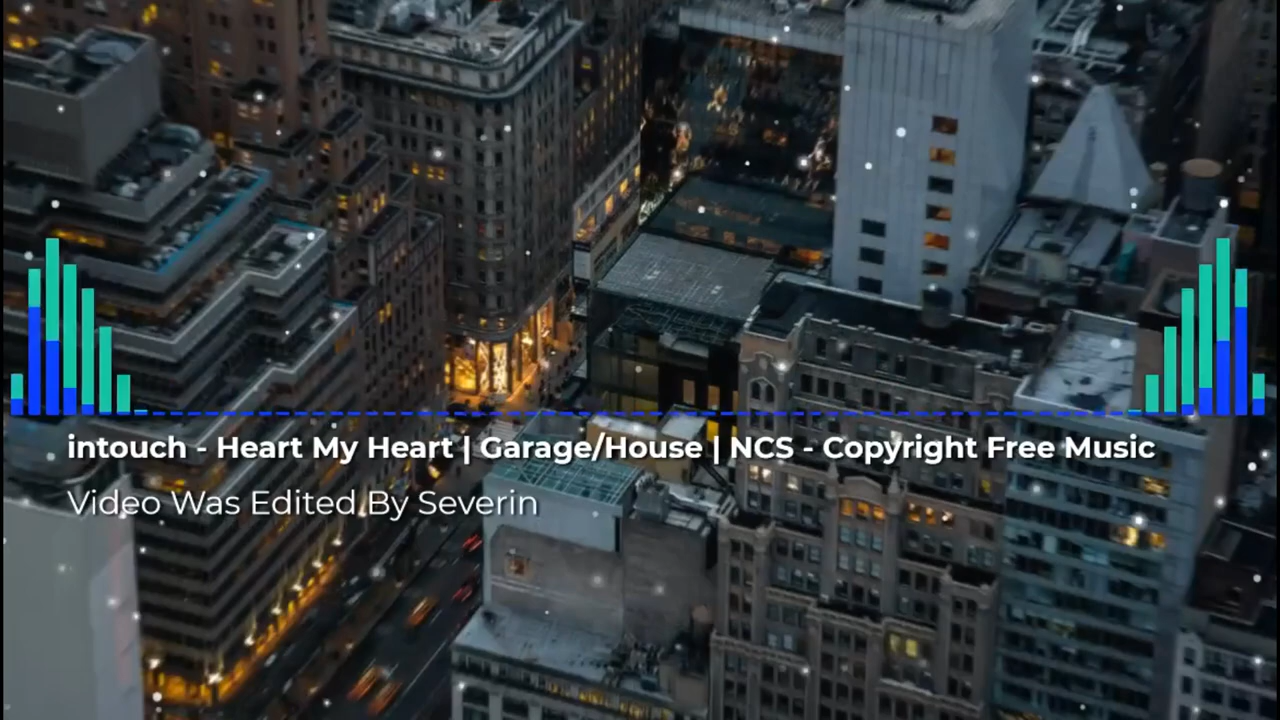 intouch - Heart My Heart | Garage/House | NCS - Copyright Free Music
Video Was Edited By Severin